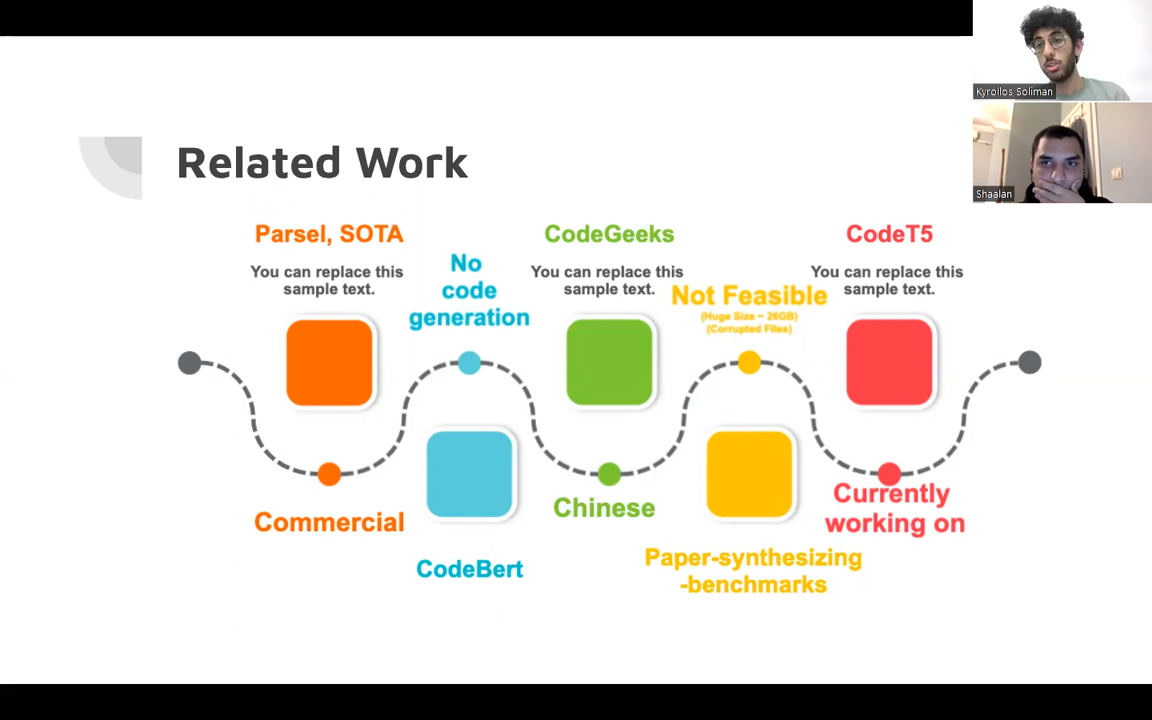 Kyrollos Soliman
Shaalan
Related Work
Parsel, SOTA
You can replace this
sample text.
Commercial
No
code
generation
CodeBert
CodeGeeks
You can replace this
sample text.
Chinese
Not Feasible
(Huge Size ~ 26GB)
(Corrupted Files)
Paper-synthesizing
-benchmarks
CodeT5
You can replace this
sample text.
Currently
working on